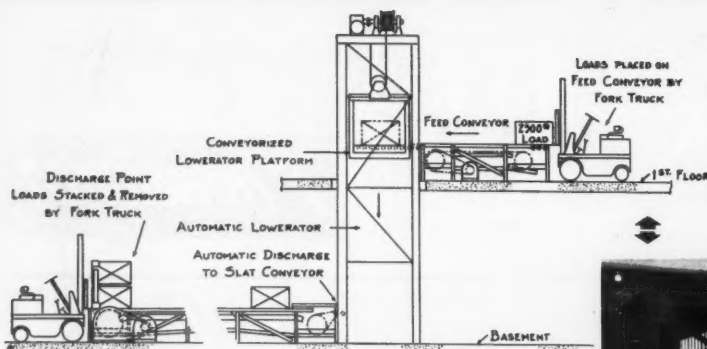 LOADS PLACED ON
FEED CONVEYOR BY
FORK TRUCK
FEED CONVEYOR
2500#
LOAD
1ST. FLOOR
CONVEYORIZED
LOWERATOR PLATFORM
DISCHARGE POINT
LOADS STACKED & REMOVED
BY FORK TRUCK
AUTOMATIC LOWERATOR
AUTOMATIC DISCHARGE
TO SLAT CONVEYOR
BASEMENT